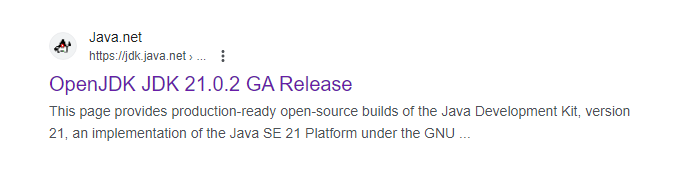 Java.net
https://jdk.java.net › ...
OpenJDK JDK 21.0.2 GA Release
This page provides production-ready open-source builds of the Java Development Kit, version
21, an implementation of the Java SE 21 Platform under the GNU ...